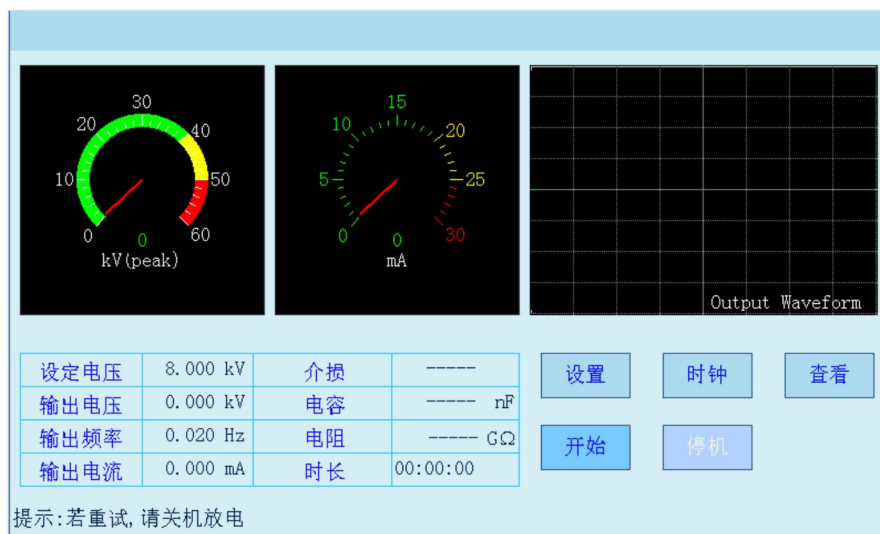 30
20
40
10
50
0
0
60
kV(peak)
15
10
20
5
25
0
0
30
mA
Output Waveform
设定电压 8.000 kV 介损 -----
输出电压 0.000 kV 电容 ----- nF
输出频率 0.020 Hz 电阻 ----- GΩ
输出电流 0.000 mA 时长 00:00:00
设置 时钟 查看
开始 停机
提示:若重试,请关机放电